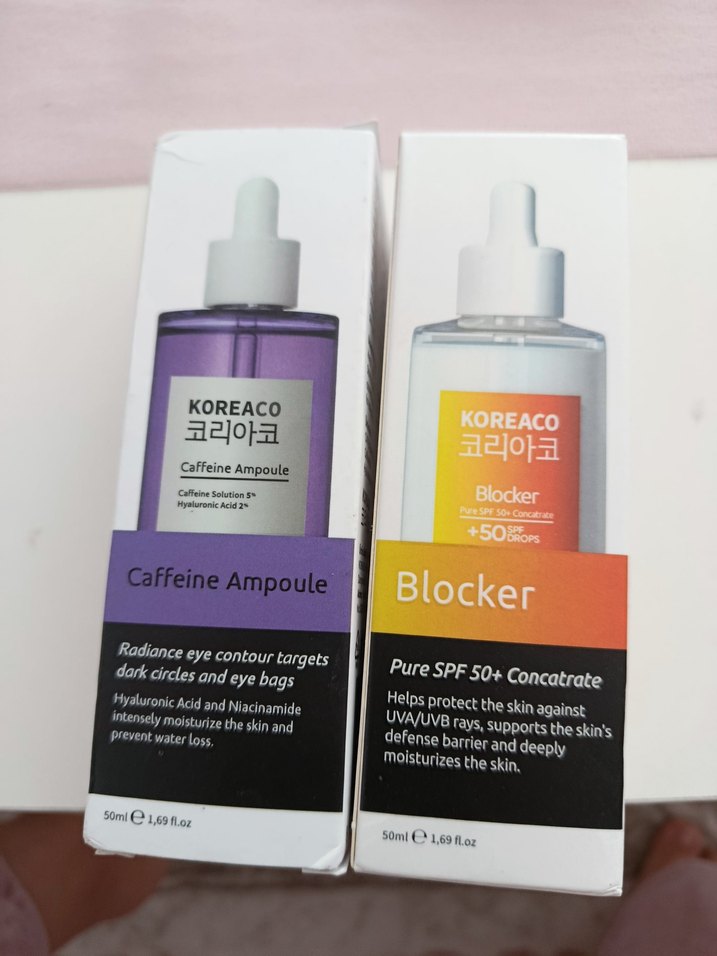 KOREACO
코리아코
Caffeine Ampoule
Caffeine Solution 5%
Hyaluronic Acid 2%
Caffeine Ampoule
Radiance eye contour targets
dark circles and eye bags
Hyaluronic Acid and Niacinamide
intensely moisturize the skin and
prevent water loss.
50ml ℮ 1,69 fl.oz
KOREACO
코리아코
Blocker
Pure SPF 50+ Concatrate
+50 SPF
DROPS
Blocker
Pure SPF 50+ Concatrate
Helps protect the skin against
UVA/UVB rays, supports the skin's
defense barrier and deeply
moisturizes the skin.
50ml ℮ 1,69 fl.oz